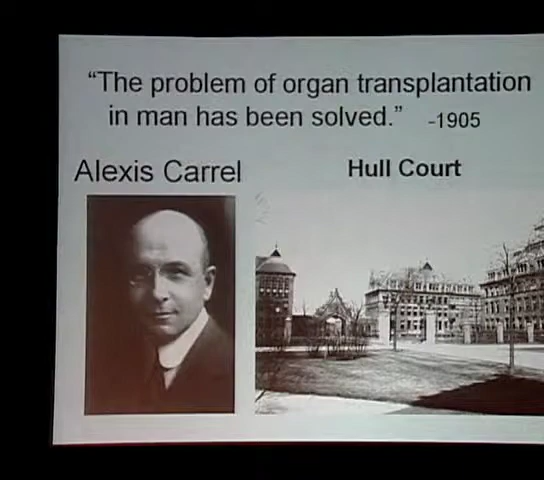 “The problem of organ transplantation
in man has been solved.” -1905
Alexis Carrel
Hull Court